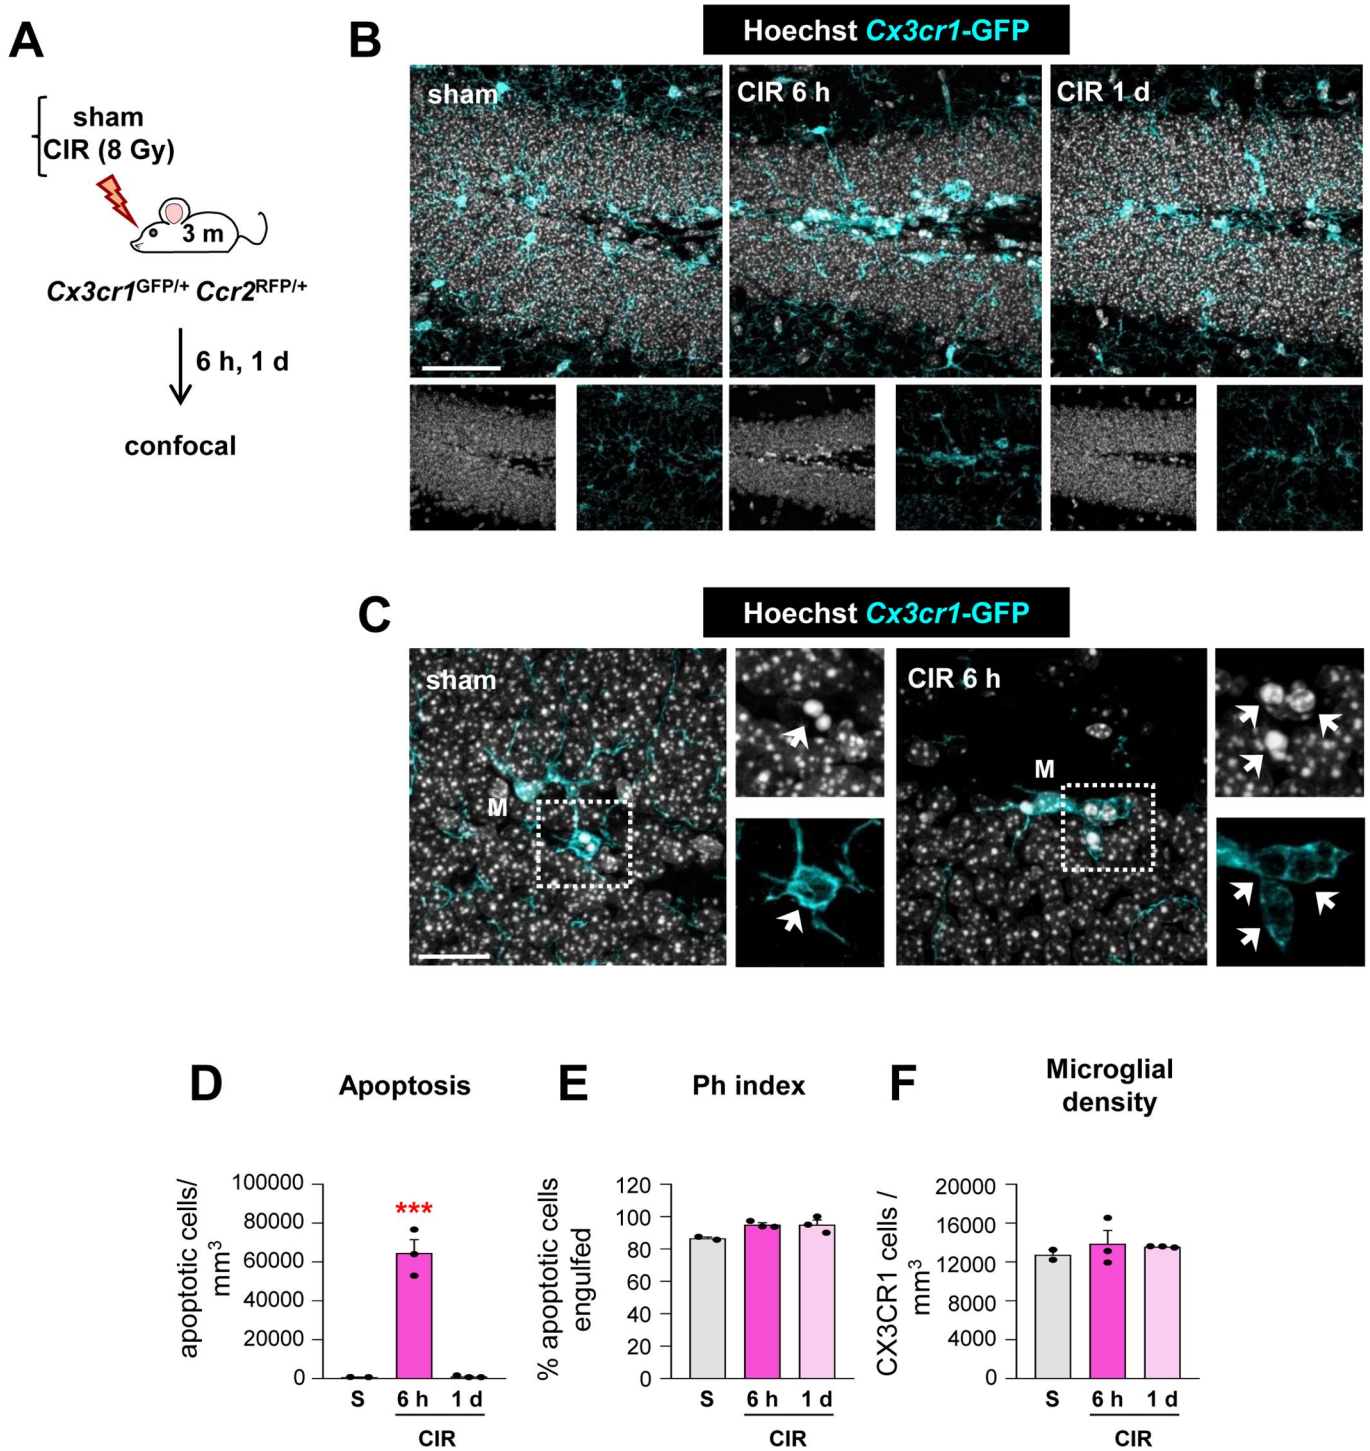 A
sham
CIR (8 Gy)
3 m
Cx3cr1GFP/+ Ccr2RFP/+
6 h, 1 d
confocal
B
Hoechst Cx3cr1-GFP
sham
CIR 6 h
CIR 1 d
C
Hoechst Cx3cr1-GFP
sham
M
CIR 6 h
M
D
Apoptosis
apoptotic cells/
mm3
100000
80000
60000
40000
20000
0
***
S
6 h
1 d
CIR
E
Ph index
% apoptotic cells
engulfed
120
100
80
60
40
20
0
S
6 h
1 d
CIR
F
Microglial
density
CX3CR1 cells /
mm3
20000
16000
12000
8000
4000
0
S
6 h
1 d
CIR